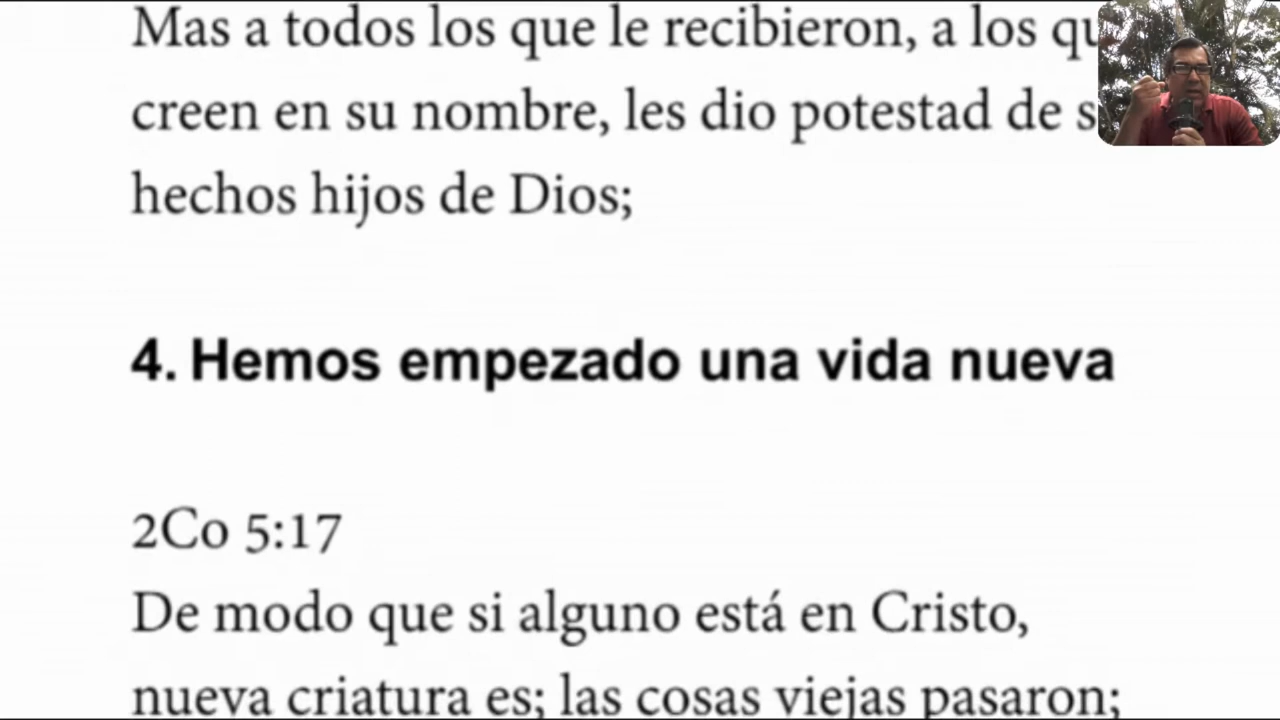 Mas a todos los que le recibieron, a los
creen en su nombre, les dio potestad de
hechos hijos de Dios;
4. Hemos empezado una vida nueva
2Co 5:17
De modo que si alguno está en Cristo,
nueva criatura es; las cosas viejas pasaron;